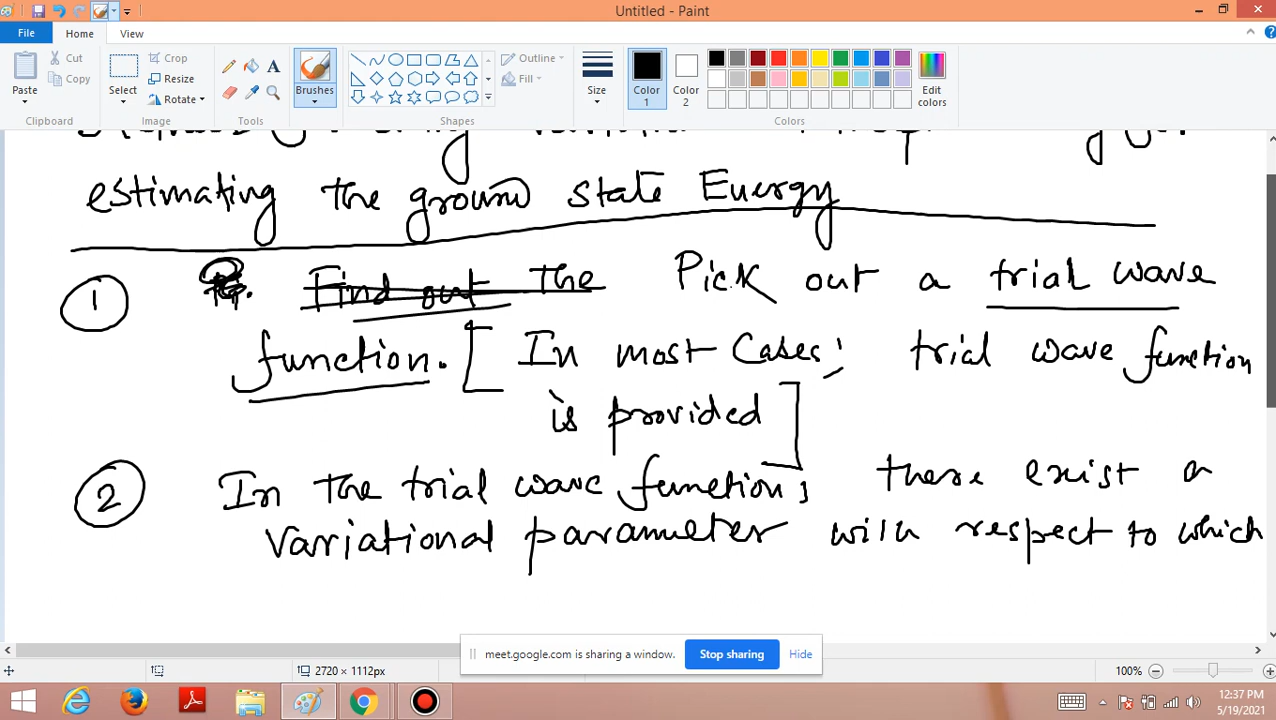 Untitled - Paint
File Home View
Cut
Copy
Paste
Clipboard
Crop
Resize
Rotate
Select
Image
Tools
Brushes
Shapes
Outline
Fill
Size
Color 1
Color 2
Edit colors
Colors
estimating the ground state Energy
1 Find out the Pick out a trial wave
function. [ In most Cases; trial wave function
is provided ]
2 In the trial wave function, there exist a
variational parameter with respect to which
meet.google.com is sharing a window. Stop sharing Hide
2720 × 1112px 100%
12:37 PM
5/19/2021